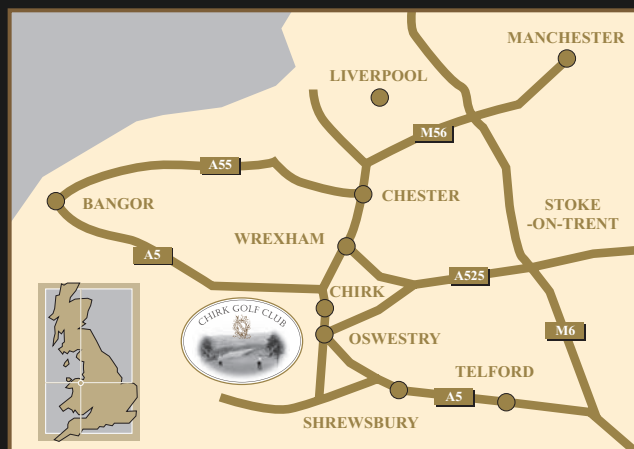 MANCHESTER
LIVERPOOL
M56
A55
BANGOR
CHESTER
STOKE
-ON-TRENT
WREXHAM
A5
A525
CHIRK
CHIRK GOLF CLUB
OSWESTRY
M6
TELFORD
A5
SHREWSBURY